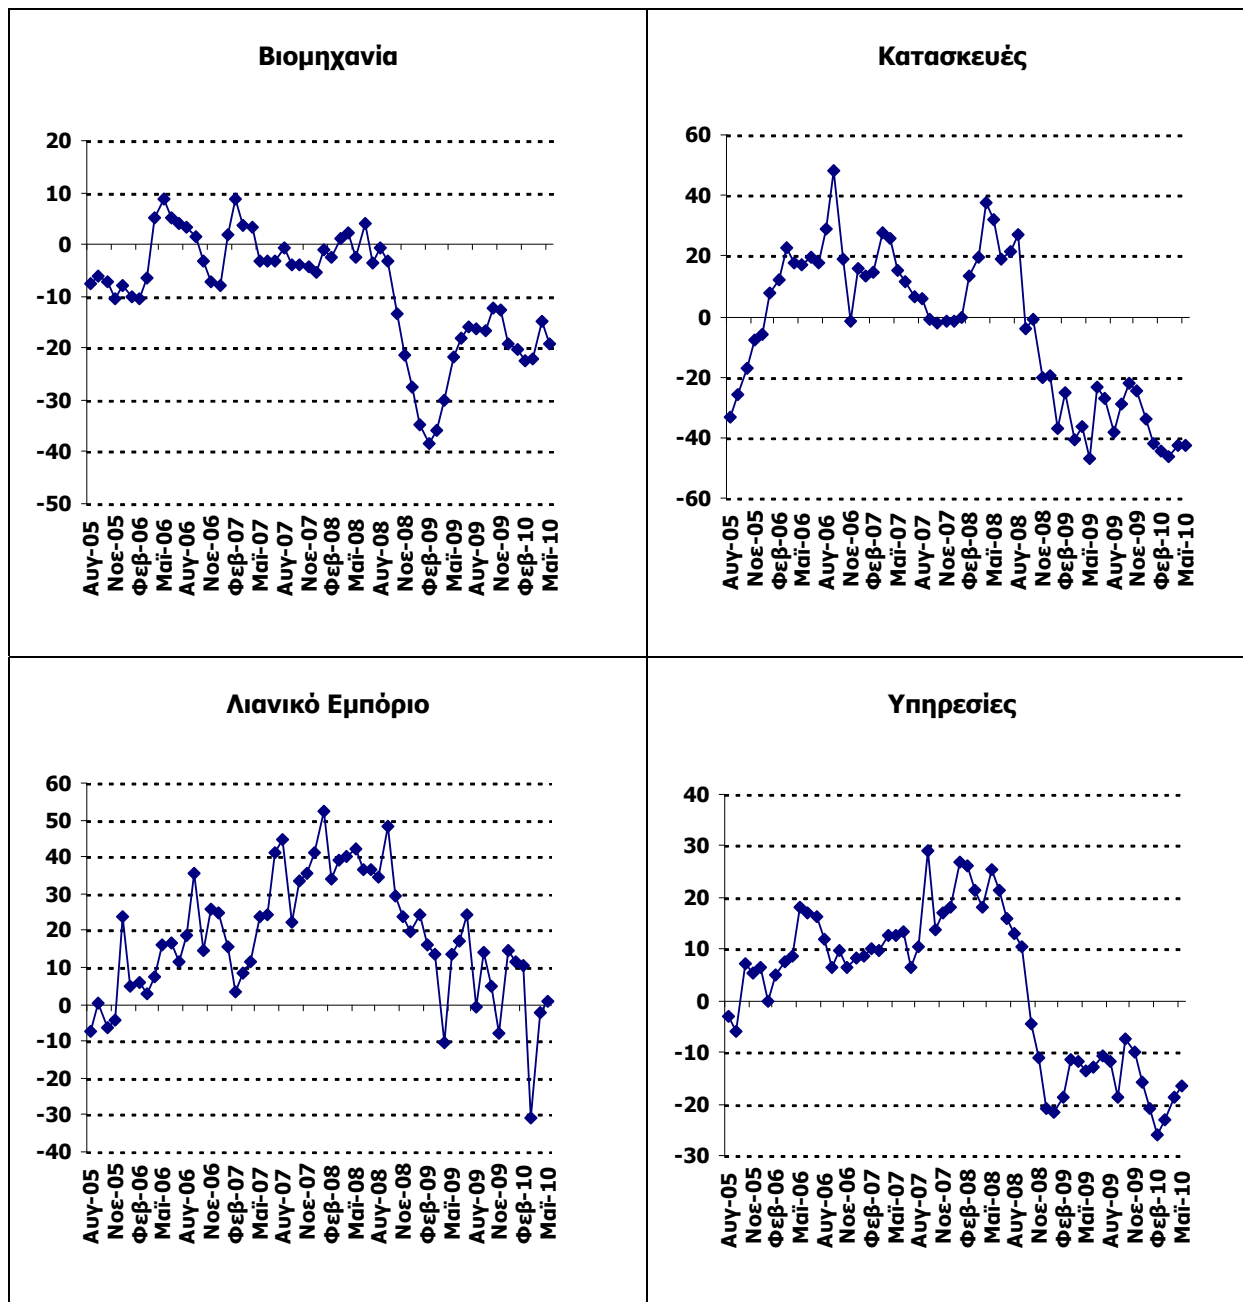 Βιομηχανία
20
10
0
-10
-20
-30
-40
-50
Αυγ-05
Νοε-05
Φεβ-06
Μαϊ-06
Αυγ-06
Νοε-06
Φεβ-07
Μαϊ-07
Αυγ-07
Νοε-07
Φεβ-08
Μαϊ-08
Αυγ-08
Νοε-08
Φεβ-09
Μαϊ-09
Αυγ-09
Νοε-09
Φεβ-10
Μαϊ-10
Κατασκευές
60
40
20
0
-20
-40
-60
Αυγ-05
Νοε-05
Φεβ-06
Μαϊ-06
Αυγ-06
Νοε-06
Φεβ-07
Μαϊ-07
Αυγ-07
Νοε-07
Φεβ-08
Μαϊ-08
Αυγ-08
Νοε-08
Φεβ-09
Μαϊ-09
Αυγ-09
Νοε-09
Φεβ-10
Μαϊ-10
Λιανικό Εμπόριο
60
50
40
30
20
10
0
-10
-20
-30
-40
Αυγ-05
Νοε-05
Φεβ-06
Μαϊ-06
Αυγ-06
Νοε-06
Φεβ-07
Μαϊ-07
Αυγ-07
Νοε-07
Φεβ-08
Μαϊ-08
Αυγ-08
Νοε-08
Φεβ-09
Μαϊ-09
Αυγ-09
Νοε-09
Φεβ-10
Μαϊ-10
Υπηρεσίες
40
30
20
10
0
-10
-20
-30
Αυγ-05
Νοε-05
Φεβ-06
Μαϊ-06
Αυγ-06
Νοε-06
Φεβ-07
Μαϊ-07
Αυγ-07
Νοε-07
Φεβ-08
Μαϊ-08
Αυγ-08
Νοε-08
Φεβ-09
Μαϊ-09
Αυγ-09
Νοε-09
Φεβ-10
Μαϊ-10